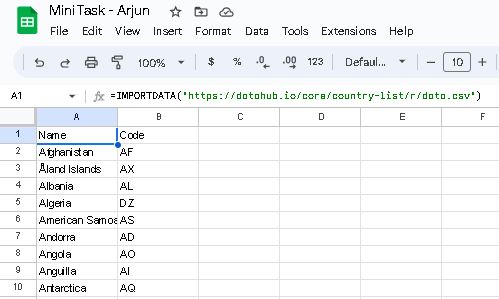 Mini Task - Arjun
File Edit View Insert Format Data Tools Extensions Help
100% $ % .0 .00 123 Defaul... - 10 +
A1 fx =IMPORTDATA("https://datahub.io/core/country-list/r/data.csv")
A B C D E F
1 Name Code
2 Afghanistan AF
3 Åland Islands AX
4 Albania AL
5 Algeria DZ
6 American Samoa AS
7 Andorra AD
8 Angola AO
9 Anguilla AI
10 Antarctica AQ